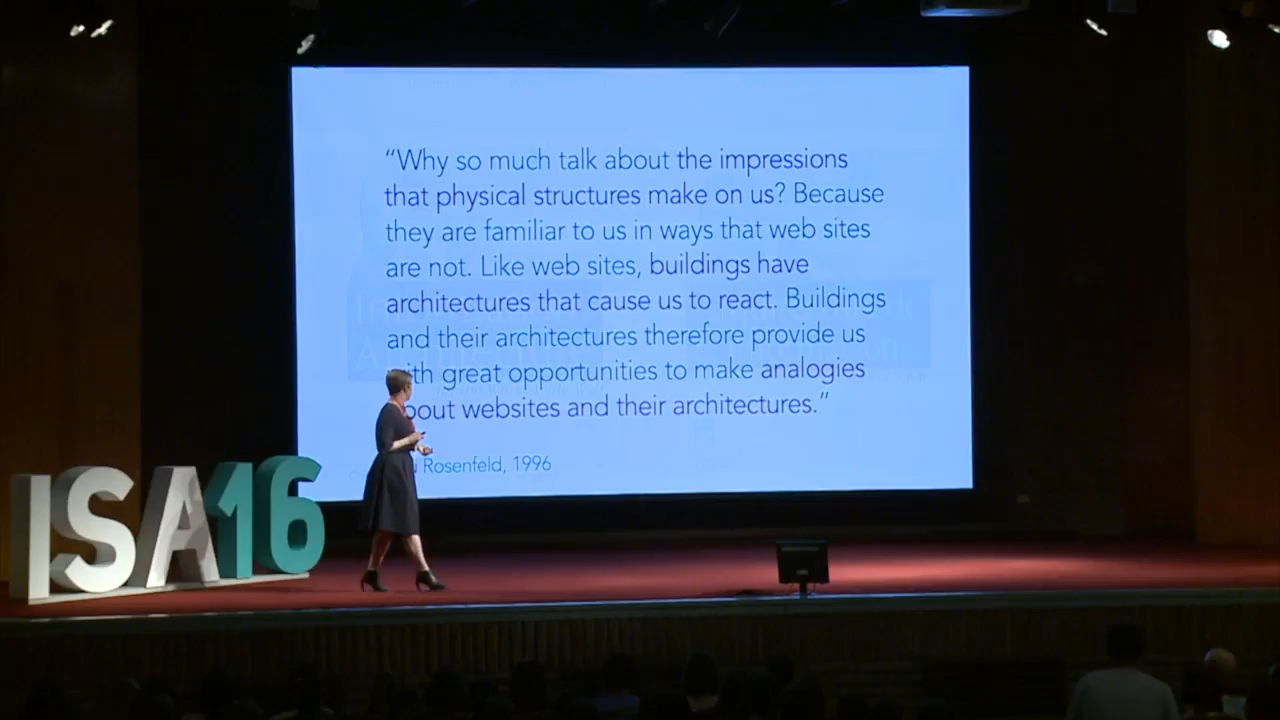 “Why so much talk about the impressions
that physical structures make on us? Because
they are familiar to us in ways that web sites
are not. Like web sites, buildings have
architectures that cause us to react. Buildings
and their architectures therefore provide us
great opportunities to make analogies
websites and their architectures.”
Rosenfeld, 1996
ISA16